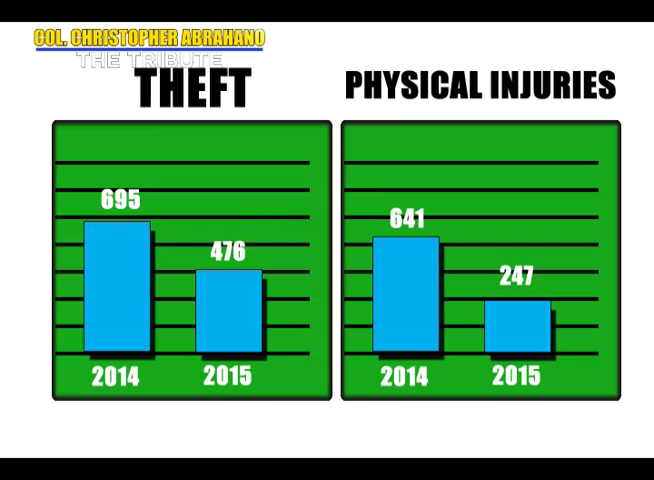 COL. CHRISTOPHER ABRAHANO
THE TRIBUTE
THEFT
695
476
2014
2015
PHYSICAL INJURIES
641
247
2014
2015